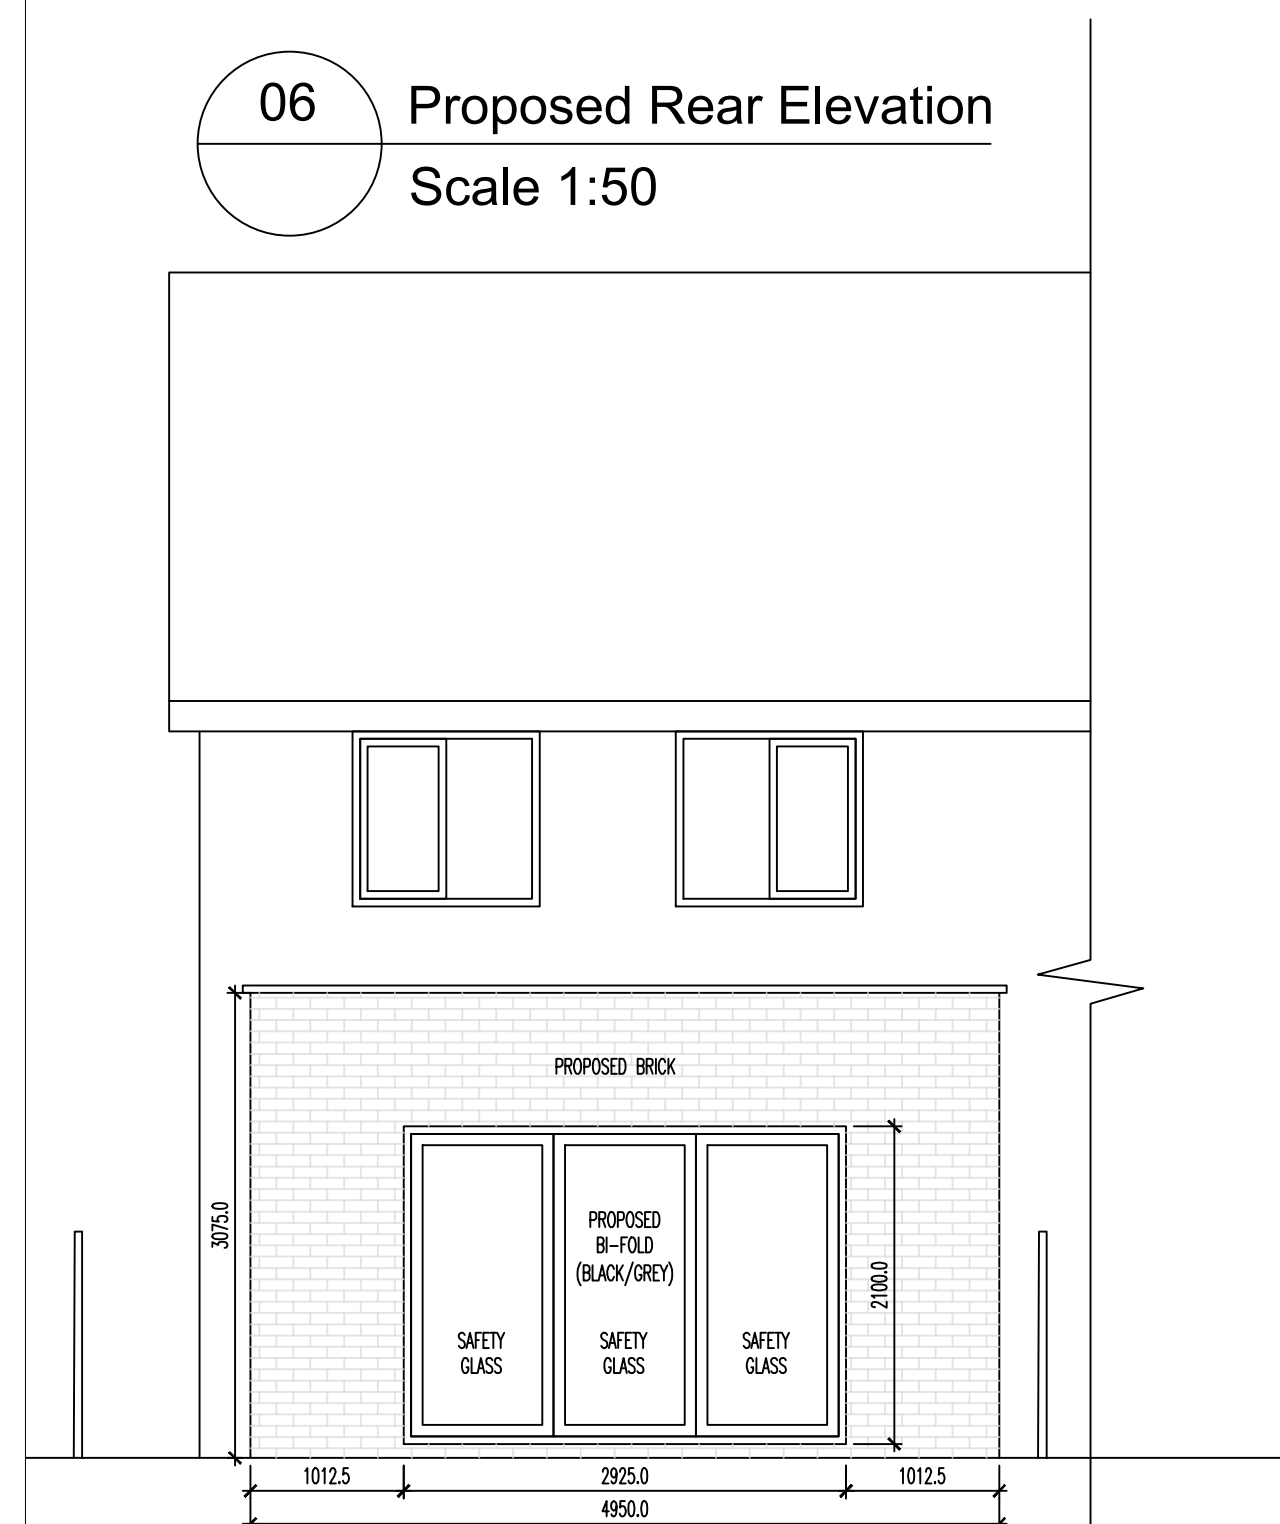 06
Proposed Rear Elevation
Scale 1:50
PROPOSED BRICK
3075.0
PROPOSED
BI-FOLD
(BLACK/GREY)
2100.0
SAFETY
GLASS
SAFETY
GLASS
SAFETY
GLASS
1012.5
2925.0
1012.5
4950.0